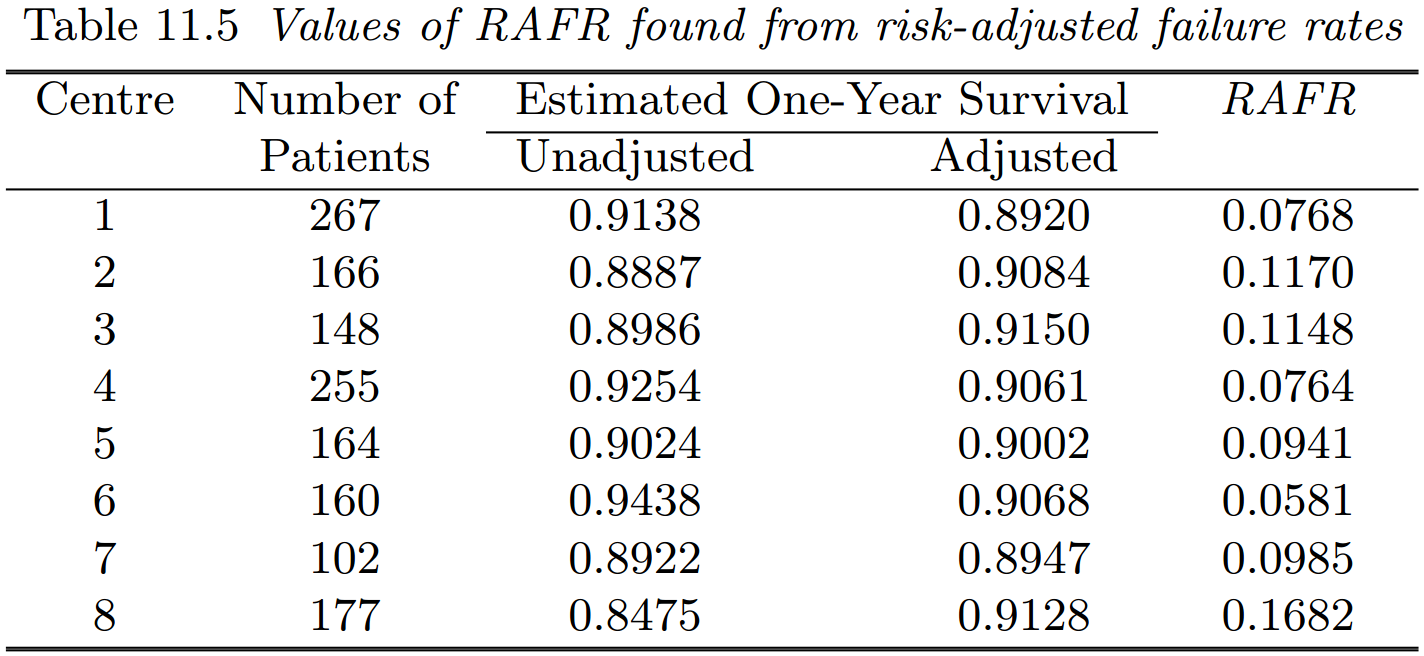 Table 11.5 Values of RAFR found from risk-adjusted failure rates
Centre Number of Estimated One-Year Survival RAFR
Patients Unadjusted Adjusted
1 267 0.9138 0.8920 0.0768
2 166 0.8887 0.9084 0.1170
3 148 0.8986 0.9150 0.1148
4 255 0.9254 0.9061 0.0764
5 164 0.9024 0.9002 0.0941
6 160 0.9438 0.9068 0.0581
7 102 0.8922 0.8947 0.0985
8 177 0.8475 0.9128 0.1682